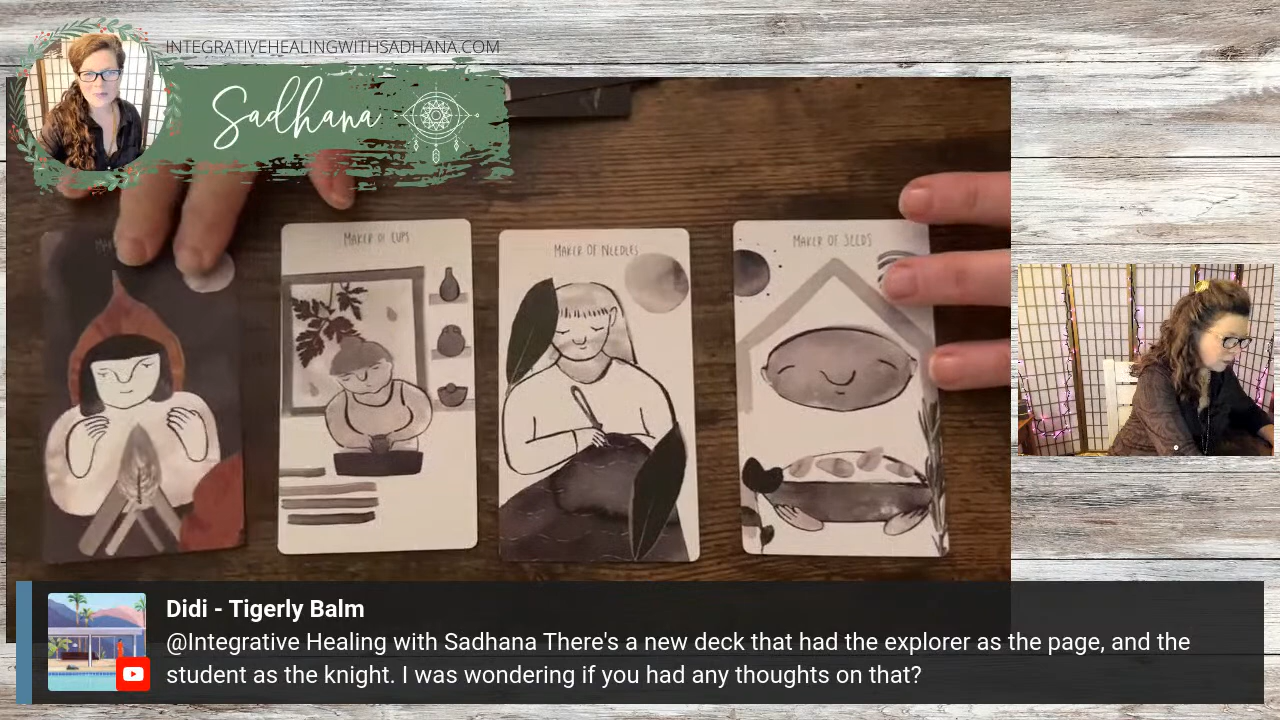 INTEGRATIVEHEALINGWITHSADHANA.COM
Sadhana
MAKER OF CUPS
MAKER OF NEEDLES
MAKER OF SEEDS
Didi - Tigerly Balm
@Integrative Healing with Sadhana There's a new deck that had the explorer as the page, and the
student as the knight. I was wondering if you had any thoughts on that?